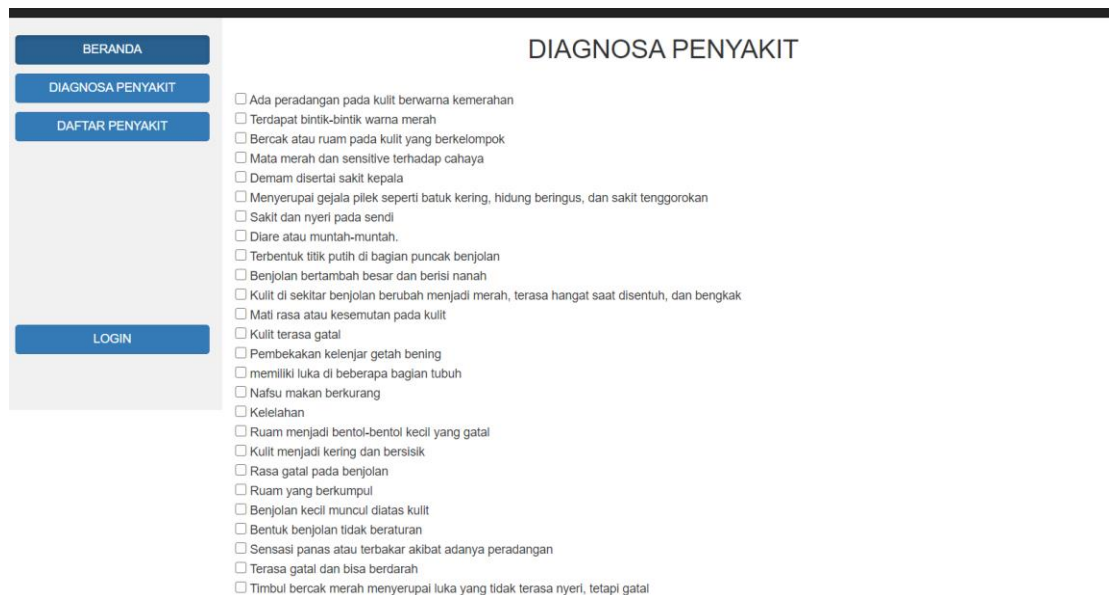 BERANDA
DIAGNOSA PENYAKIT
DAFTAR PENYAKIT
LOGIN
DIAGNOSA PENYAKIT
Ada peradangan pada kulit berwarna kemerahan
Terdapat bintik-bintik warna merah
Bercak atau ruam pada kulit yang berkelompok
Mata merah dan sensitive terhadap cahaya
Demam disertai sakit kepala
Menyerupai gejala pilek seperti batuk kering, hidung beringus, dan sakit tenggorokan
Sakit dan nyeri pada sendi
Diare atau muntah-muntah.
Terbentuk titik putih di bagian puncak benjolan
Benjolan bertambah besar dan berisi nanah
Kulit di sekitar benjolan berubah menjadi merah, terasa hangat saat disentuh, dan bengkak
Mati rasa atau kesemutan pada kulit
Kulit terasa gatal
Pembekakan kelenjar getah bening
memiliki luka di beberapa bagian tubuh
Nafsu makan berkurang
Kelelahan
Ruam menjadi bentol-bentol kecil yang gatal
Kulit menjadi kering dan bersisik
Rasa gatal pada benjolan
Ruam yang berkumpul
Benjolan kecil muncul diatas kulit
Bentuk benjolan tidak beraturan
Sensasi panas atau terbakar akibat adanya peradangan
Terasa gatal dan bisa berdarah
Timbul bercak merah menyerupai luka yang tidak terasa nyeri, tetapi gatal